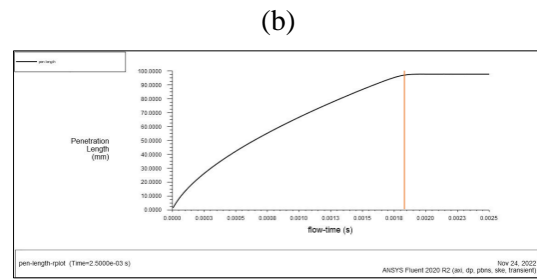 (b)
pen-length
100.0000
90.0000
80.0000
70.0000
60.0000
50.0000
40.0000
30.0000
20.0000
10.0000
0.0000
Penetration
Length
(mm)
0.0000 0.0003 0.0005 0.0008 0.0010 0.0013 0.0015 0.0018 0.0020 0.0022 0.0025
flow-time (s)
pen-length-rplot (Time=2.5000e-03 s)
Nov 24, 2022
ANSYS Fluent 2020 R2 (axi, dp, pbns, ske, transient)